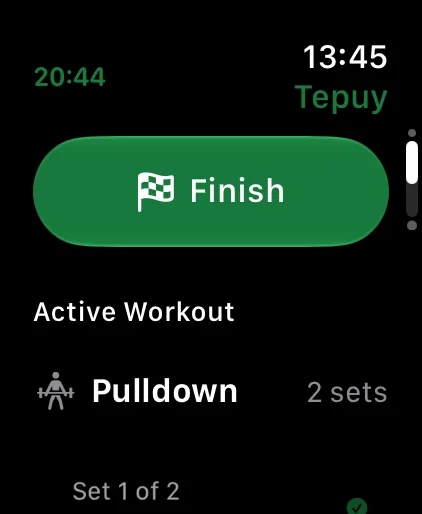 13:45
20:44
Tepuy
Finish
Active Workout
Pulldown 2 sets
Set 1 of 2